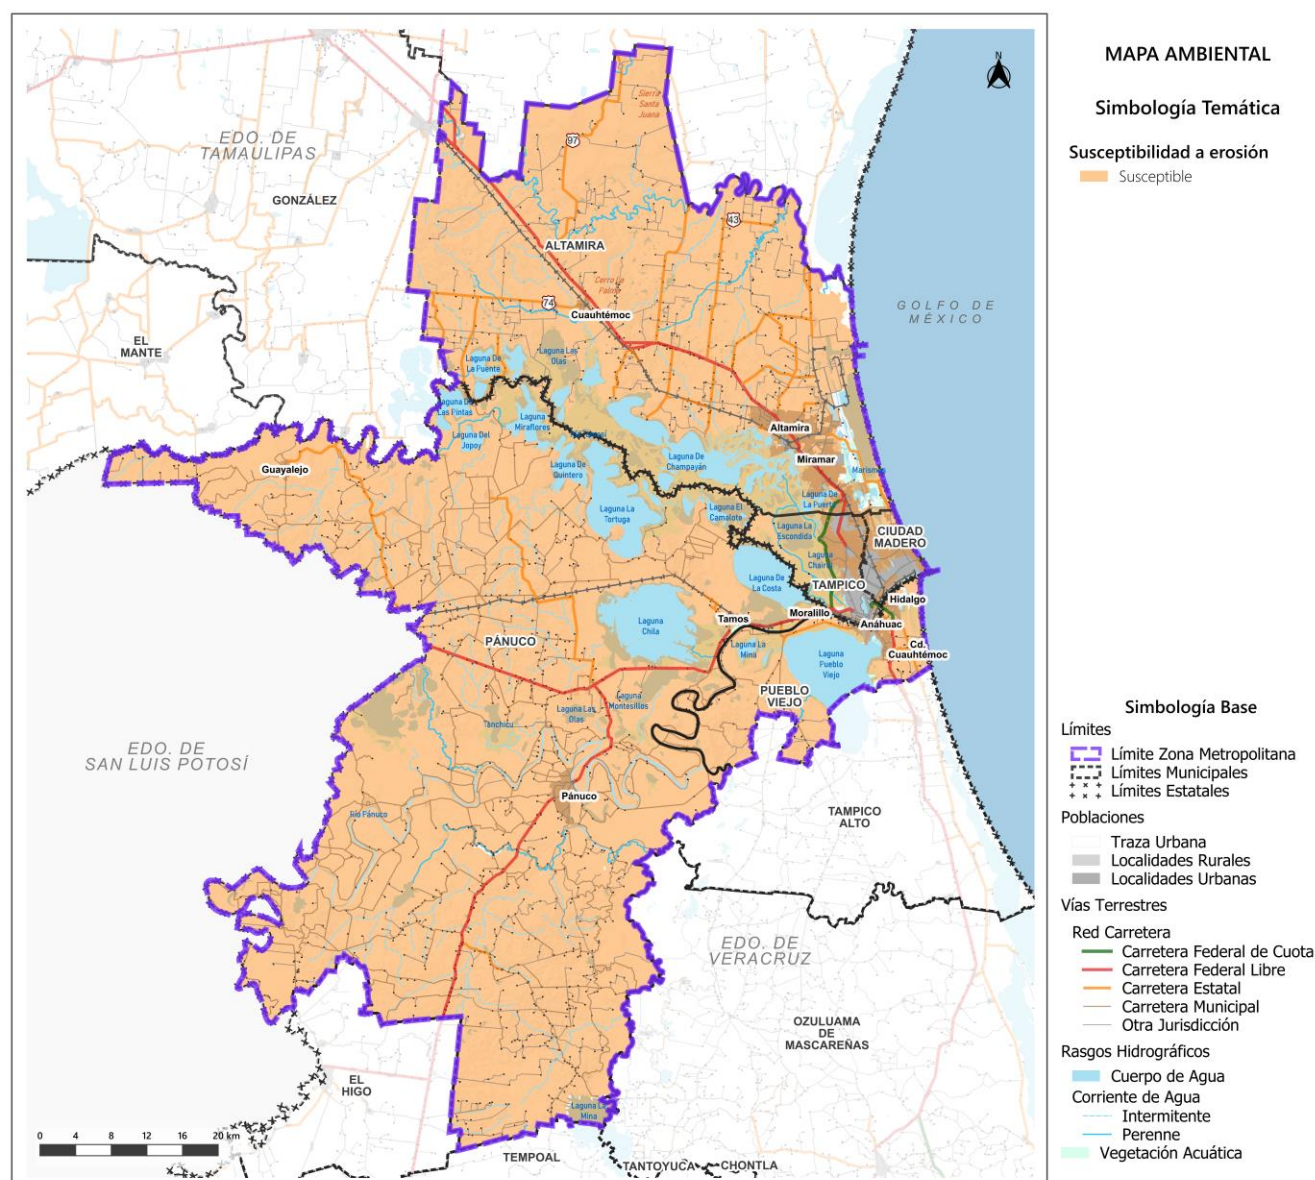 N
Sierra
Santa
Juana
97
EDO. DE
TAMAULIPAS
GONZÁLEZ
43
ALTAMIRA
Cerro La
Palma
74
Cuauhtémoc
GOLFO DE
MÉXICO
EL
MANTE
Laguna De
La Puente
Laguna Las
Olas
Laguna De
Las Pintas
Laguna
Miraflores
Laguna Del
Jopoy
Altamira
Miramar
Guayalejo
Laguna De
Quintero
Laguna De
Champayán
Marismas
Laguna La
Tortuga
Laguna El
Camalote
Laguna De
La Puerta
Laguna La
Escondida
CIUDAD
MADERO
Laguna
Chairel
Laguna De
La Costa
TAMPICO
Hidalgo
Moralillo
Anáhuac
Tamos
Laguna
Chila
PÁNUCO
Laguna La
Mina
Laguna
Pueblo
Viejo
Cd.
Cuauhtémoc
PUEBLO
VIEJO
Laguna Las
Olas
Laguna
Montesillos
Tanchicu
EDO. DE
SAN LUIS POTOSÍ
Pánuco
Río Pánuco
TAMPICO
ALTO
EDO. DE
VERACRUZ
OZULUAMA
DE
MASCAREÑAS
EL
HIGO
Laguna La
Mina
0 4 8 12 16 20 km
TEMPOAL
TANTOYUCA
CHONTLA
MAPA AMBIENTAL
Simbología Temática
Susceptibilidad a erosión
Susceptible
Simbología Base
Límites
Límite Zona Metropolitana
Límites Municipales
Límites Estatales
Poblaciones
Traza Urbana
Localidades Rurales
Localidades Urbanas
Vías Terrestres
Red Carretera
Carretera Federal de Cuota
Carretera Federal Libre
Carretera Estatal
Carretera Municipal
Otra Jurisdicción
Rasgos Hidrográficos
Cuerpo de Agua
Corriente de Agua
Intermitente
Perenne
Vegetación Acuática